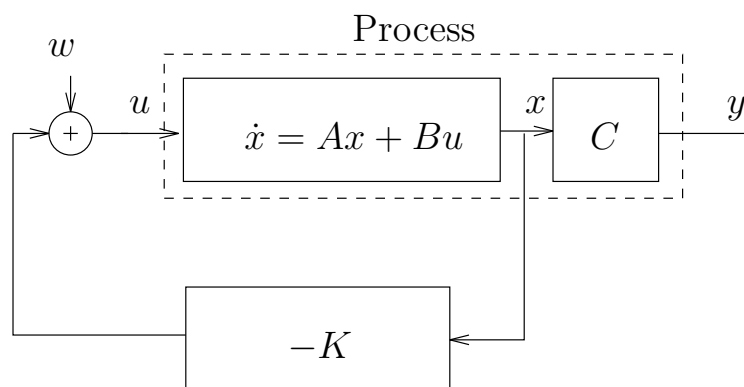 Process
w
u
ẋ = Ax + Bu
x
C
y
+
−K